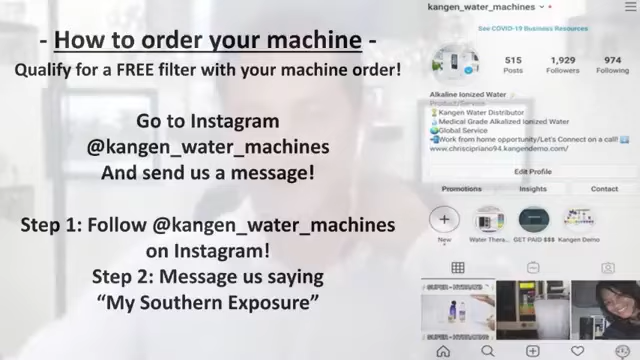 - How to order your machine -
Qualify for a FREE filter with your machine order!
Go to Instagram
@kangen_water_machines
And send us a message!
Step 1: Follow @kangen_water_machines
on Instagram!
Step 2: Message us saying
“My Southern Exposure”
kangen_water_machines
See COVID-19 Business Resources
515 1,929 974
Posts Followers Following
Alkaline Ionized Water
Product/Service
Kangen Water Distributor
Medical Grade Alkalized Ionized Water
Global Service
Work from home opportunity/Let's Connect on a call!
www.chriscipriano94.kangendemo.com/
Edit Profile
Promotions Insights Contact
New Water Thera... GET PAID $$$ Kangen Demo